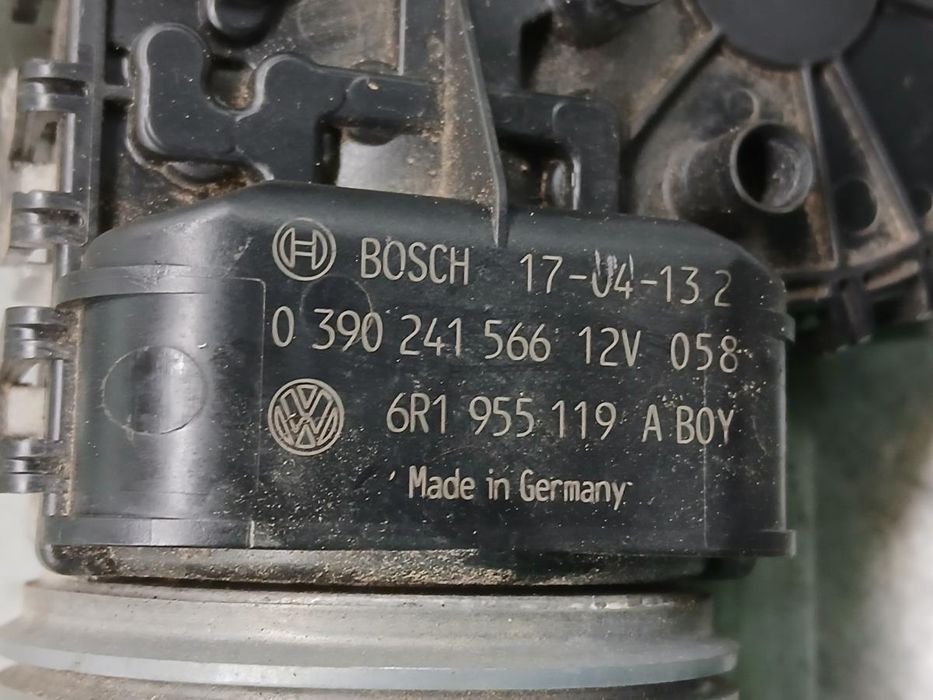 BOSCH 17-04-13 2
0 390 241 566 12V 058
6R1 955 119 A BOY
Made in Germany